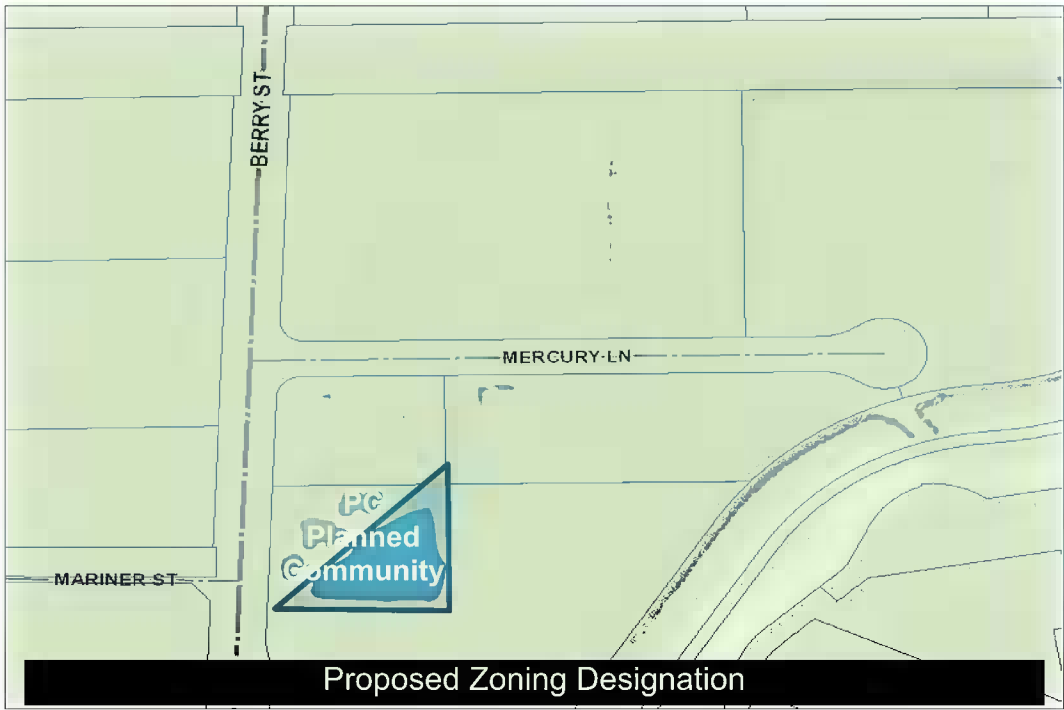 BERRY ST
MERCURY LN
PC
Planned
Community
MARINER ST
Proposed Zoning Designation